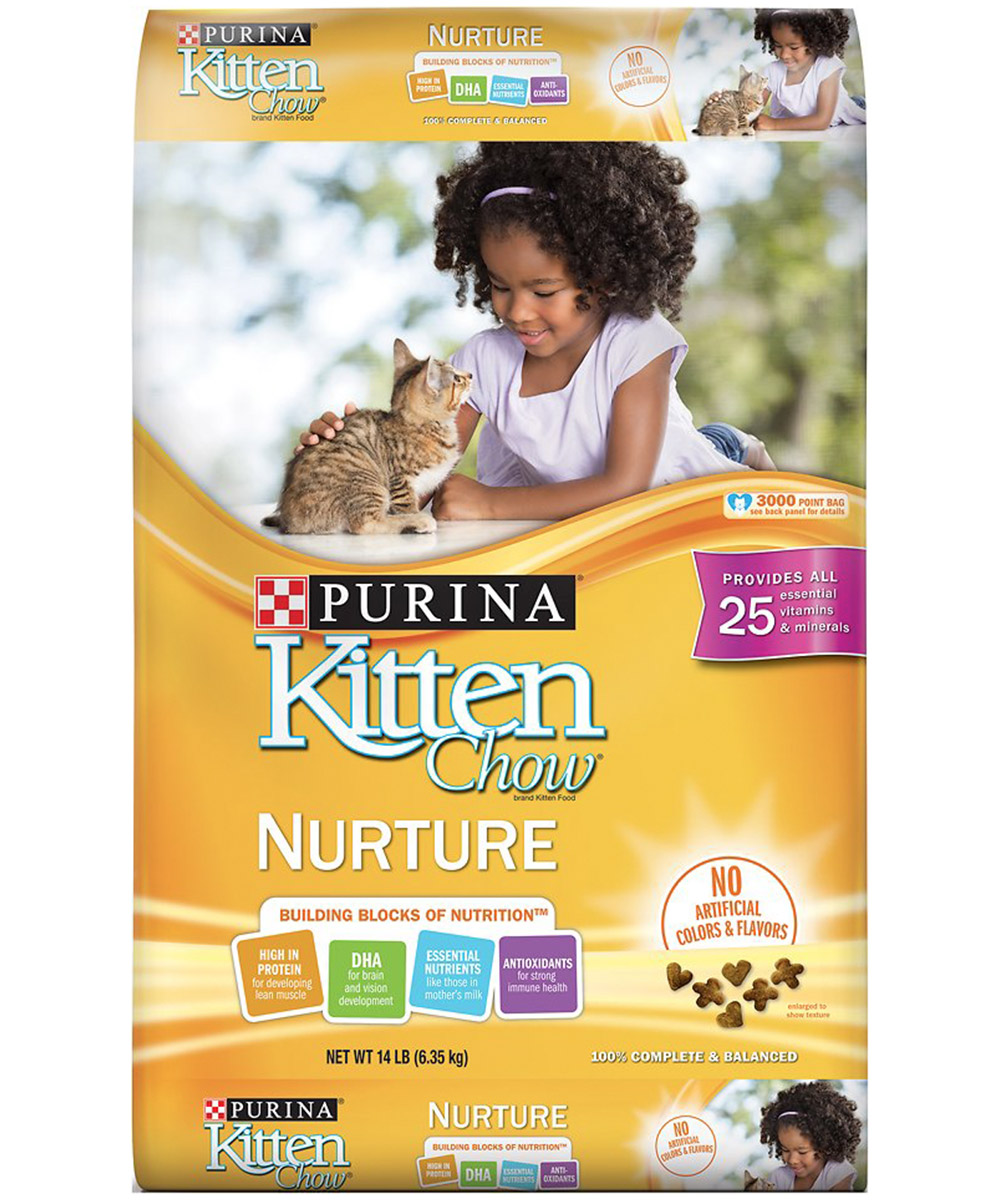 PURINA
Kitten
Chow®
brand Kitten Food
NURTURE
BUILDING BLOCKS OF NUTRITION™
HIGH IN
PROTEIN
DHA
ESSENTIAL
NUTRIENTS
ANTI-
OXIDANTS
100% COMPLETE & BALANCED
NO
ARTIFICIAL
COLORS & FLAVORS
3000 POINT BAG
see back panel for details
PROVIDES ALL
25 essential
vitamins
& minerals
PURINA®
Kitten
Chow®
brand Kitten Food
NURTURE
BUILDING BLOCKS OF NUTRITION™
HIGH IN
PROTEIN
for developing
lean muscle
DHA
for brain
and vision
development
ESSENTIAL
NUTRIENTS
like those in
mother's milk
ANTIOXIDANTS
for strong
immune health
NO
ARTIFICIAL
COLORS & FLAVORS
enlarged to
show texture
NET WT 14 LB (6.35 kg)
100% COMPLETE & BALANCED
PURINA®
Kitten
Chow®
NURTURE
BUILDING BLOCKS OF NUTRITION™
HIGH IN
PROTEIN
DHA
ESSENTIAL
NUTRIENTS
ANTI-
OXIDANTS
NO
ARTIFICIAL
COLORS & FLAVORS